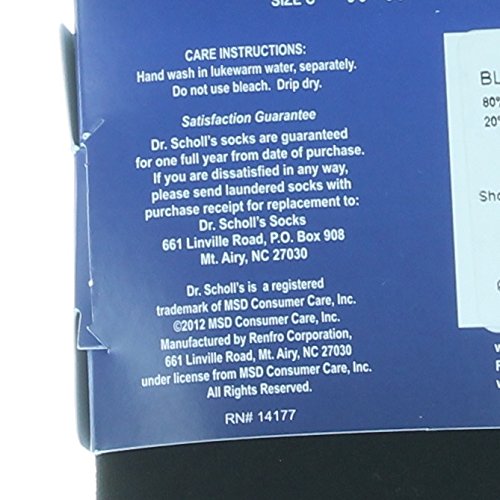 SIZE
CARE INSTRUCTIONS:
Hand wash in lukewarm water, separately.
Do not use bleach. Drip dry.
Satisfaction Guarantee
Dr. Scholl's socks are guaranteed
for one full year from date of purchase.
If you are dissatisfied in any way,
please send laundered socks with
purchase receipt for replacement to:
Dr. Scholl's Socks
661 Linville Road, P.O. Box 908
Mt. Airy, NC 27030
Dr. Scholl's is a registered
trademark of MSD Consumer Care, Inc.
©2012 MSD Consumer Care, Inc.
Manufactured by Renfro Corporation,
661 Linville Road, Mt. Airy, NC 27030
under license from MSD Consumer Care, Inc.
All Rights Reserved.
RN# 14177
BL
80%
20%
Sho